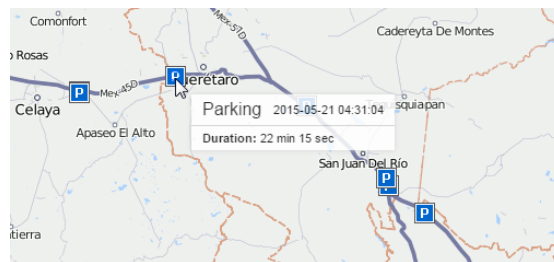 Comonfort
Mex-57D
Cadereyta De Montes
o Rosas
P
Queretaro
P
Mex-45D
Celaya
Parking 2015-05-21 04:31:04
squiapan
Apaseo El Alto
Duration: 22 min 15 sec
San Juan Del Río
P
P
tierra